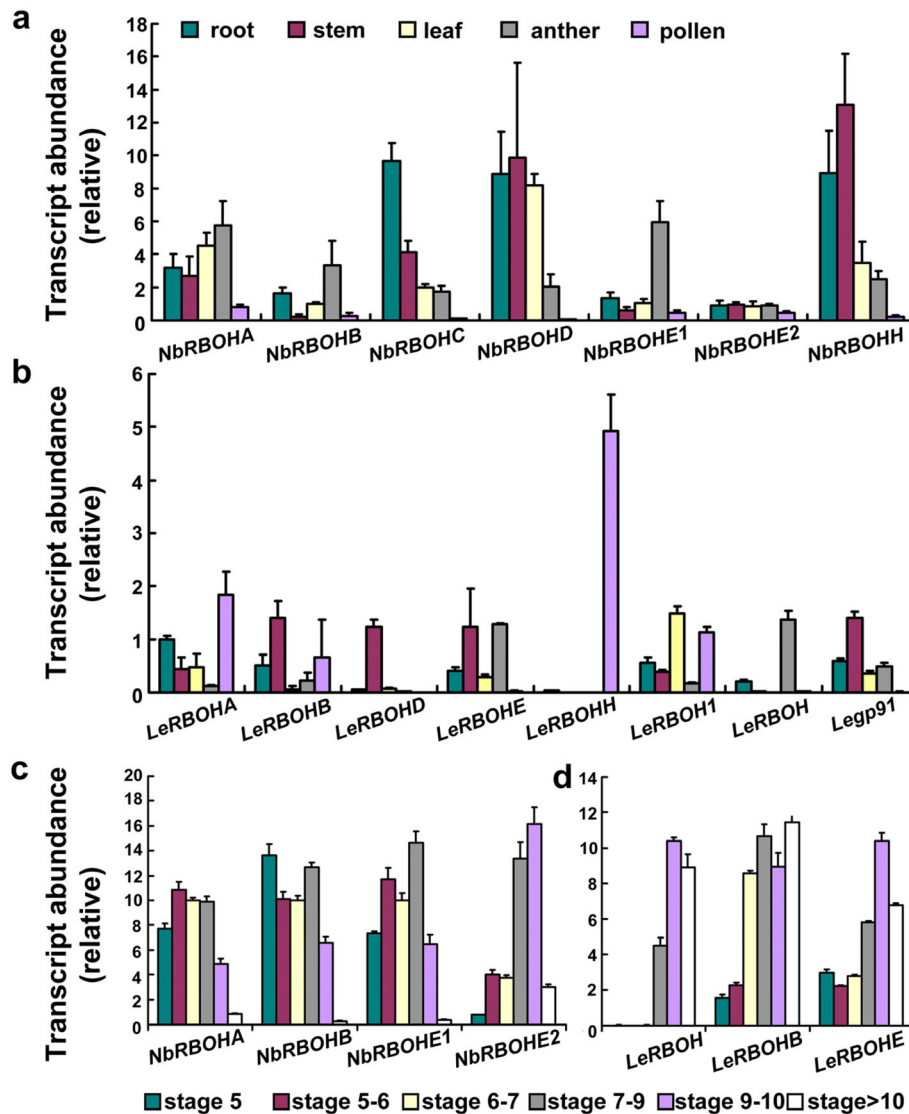 a
root stem leaf anther pollen
Transcript abundance
(relative)
18
16
14
12
10
8
6
4
2
0
NbRBOHA NbRBOHB NbRBOHC NbRBOHD NbRBOHE1 NbRBOHE2 NbRBOHH
b
Transcript abundance
(relative)
6
5
4
3
2
1
0
LeRBOHA LeRBOHB LeRBOHD LeRBOHE LeRBOHH LeRBOH1 LeRBOH Legp91
c
Transcript abundance
(relative)
20
18
16
14
12
10
8
6
4
2
0
NbRBOHA NbRBOHB NbRBOHE1 NbRBOHE2
d
14
12
10
8
6
4
2
0
LeRBOH LeRBOHB LeRBOHE
stage 5 stage 5-6 stage 6-7 stage 7-9 stage 9-10 stage>10